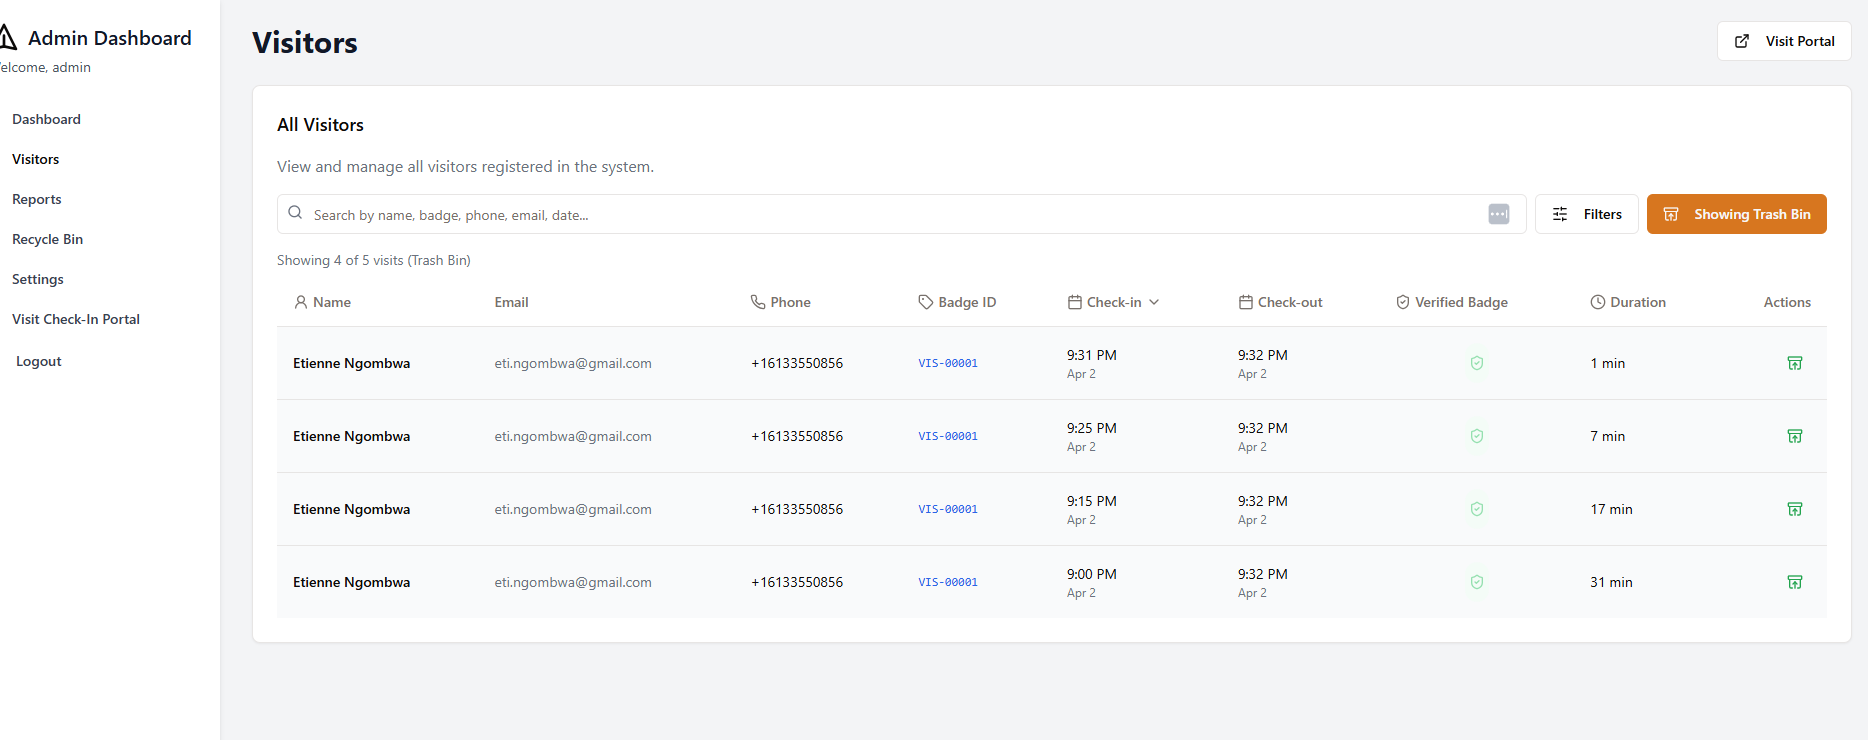 Admin Dashboard
elcome, admin
Dashboard
Visitors
Reports
Recycle Bin
Settings
Visit Check-In Portal
Logout
Visitors
Visit Portal
All Visitors
View and manage all visitors registered in the system.
Search by name, badge, phone, email, date...
Filters
Showing Trash Bin
Showing 4 of 5 visits (Trash Bin)
Name Email Phone Badge ID Check-in Check-out Verified Badge Duration Actions
Etienne Ngombwa eti.ngombwa@gmail.com +16133550856 VIS-00001 9:31 PM 9:32 PM 1 min
Apr 2 Apr 2
Etienne Ngombwa eti.ngombwa@gmail.com +16133550856 VIS-00001 9:25 PM 9:32 PM 7 min
Apr 2 Apr 2
Etienne Ngombwa eti.ngombwa@gmail.com +16133550856 VIS-00001 9:15 PM 9:32 PM 17 min
Apr 2 Apr 2
Etienne Ngombwa eti.ngombwa@gmail.com +16133550856 VIS-00001 9:00 PM 9:32 PM 31 min
Apr 2 Apr 2